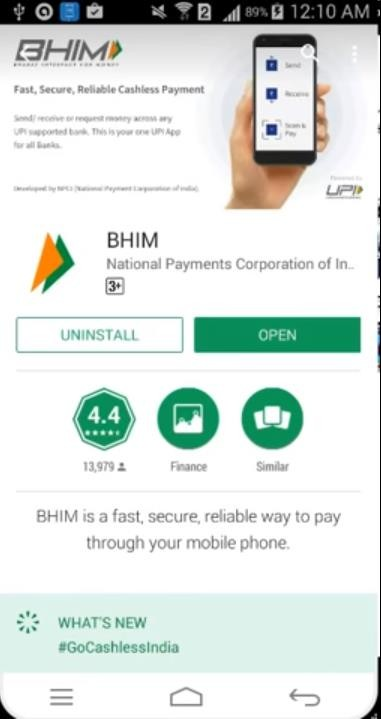 2 89% 12:10 AM
BHIM
BHARAT INTERFACE FOR MONEY
Fast, Secure, Reliable Cashless Payment
Send/ receive or request money across any
UPI supported bank. This is your one UPI App
for all Banks.
Developed by NPCI (National Payment Corporation of India)
Send
Receive
Scan &
Pay
Powered by
UPI
BHIM
National Payments Corporation of In..
3+
UNINSTALL
OPEN
4.4
13,979
Finance
Similar
BHIM is a fast, secure, reliable way to pay
through your mobile phone.
WHAT'S NEW
#GoCashlessIndia